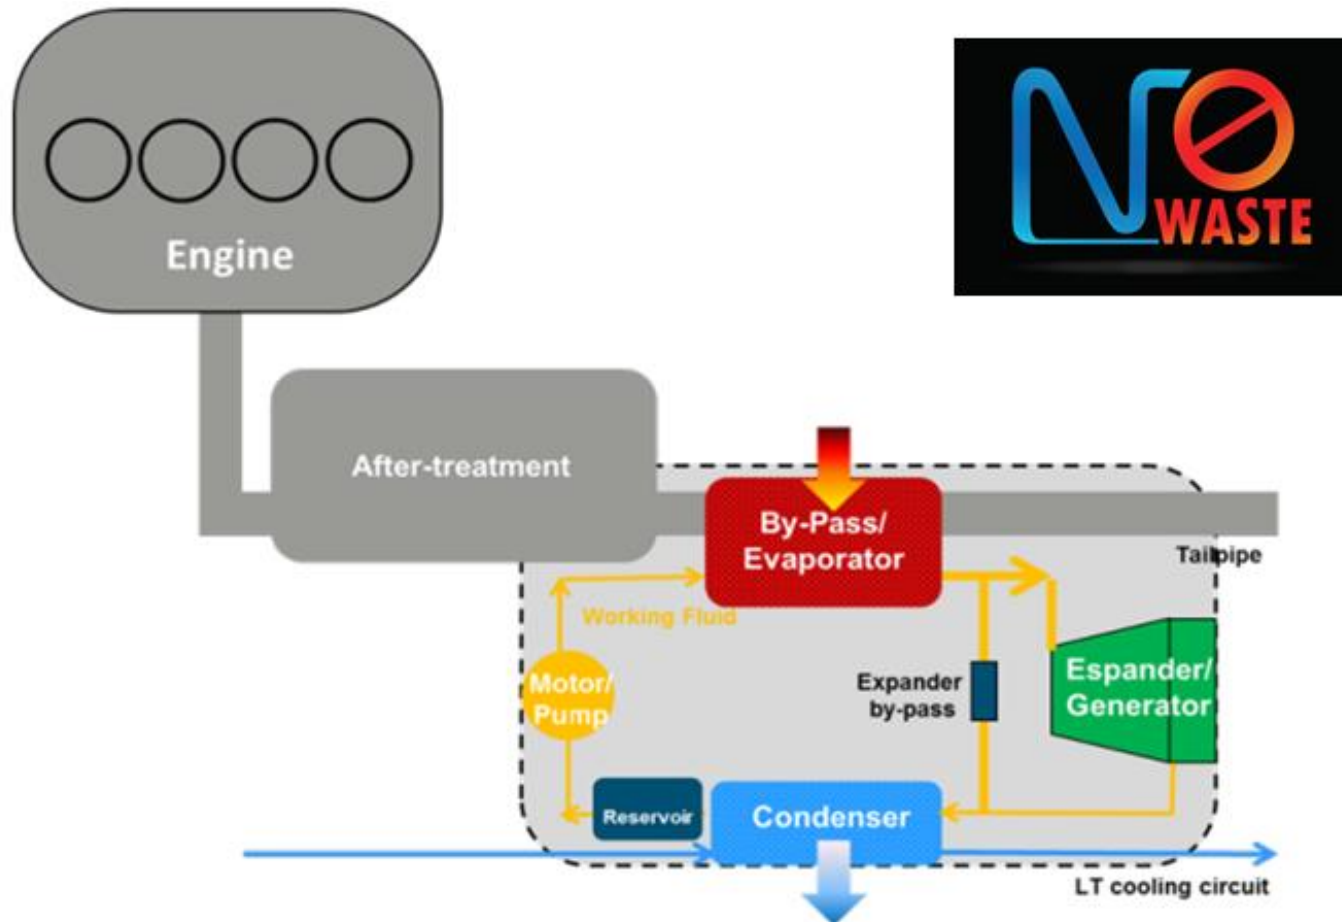 NO
WASTE
Engine
After-treatment
By-Pass/
Evaporator
Tailpipe
Working Fluid
Motor/
Pump
Expander
by-pass
Espander/
Generator
Reservoir
Condenser
LT cooling circuit